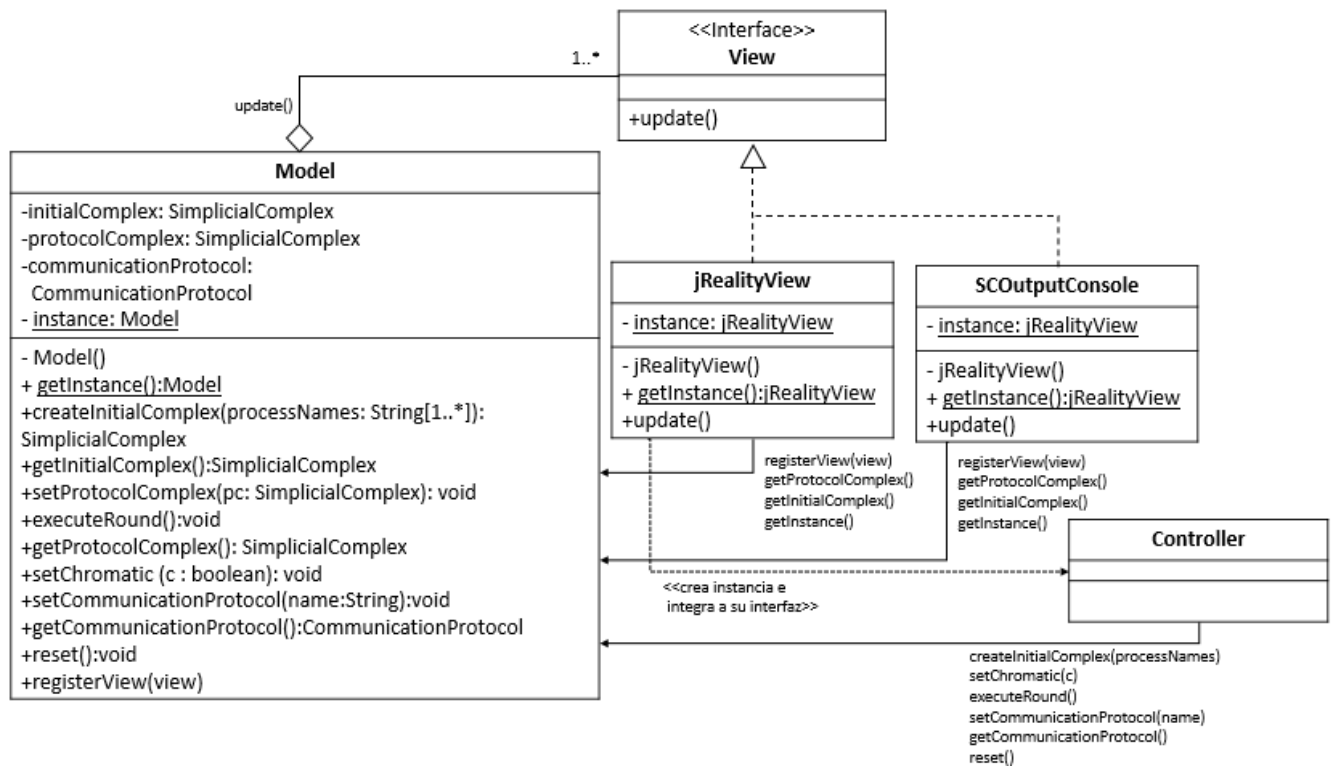 <<Interface>>
View
+update()
1..*
update()
Model
-initialComplex: SimplicialComplex
-protocolComplex: SimplicialComplex
-communicationProtocol:
CommunicationProtocol
- instance: Model
- Model()
+ getInstance():Model
+createInitialComplex(processNames: String[1..*]):
SimplicialComplex
+getInitialComplex():SimplicialComplex
+setProtocolComplex(pc: SimplicialComplex): void
+executeRound():void
+getProtocolComplex(): SimplicialComplex
+setChromatic (c : boolean): void
+setCommunicationProtocol(name:String):void
+getCommunicationProtocol():CommunicationProtocol
+reset():void
+registerView(view)
jRealityView
- instance: jRealityView
- jRealityView()
+ getInstance():jRealityView
+update()
SCOutputConsole
- instance: jRealityView
- jRealityView()
+ getInstance():jRealityView
+update()
registerView(view)
getProtocolComplex()
getInitialComplex()
getInstance()
registerView(view)
getProtocolComplex()
getInitialComplex()
getInstance()
Controller
<<crea instancia e
integra a su interfaz>>
createInitialComplex(processNames)
setChromatic(c)
executeRound()
setCommunicationProtocol(name)
getCommunicationProtocol()
reset()